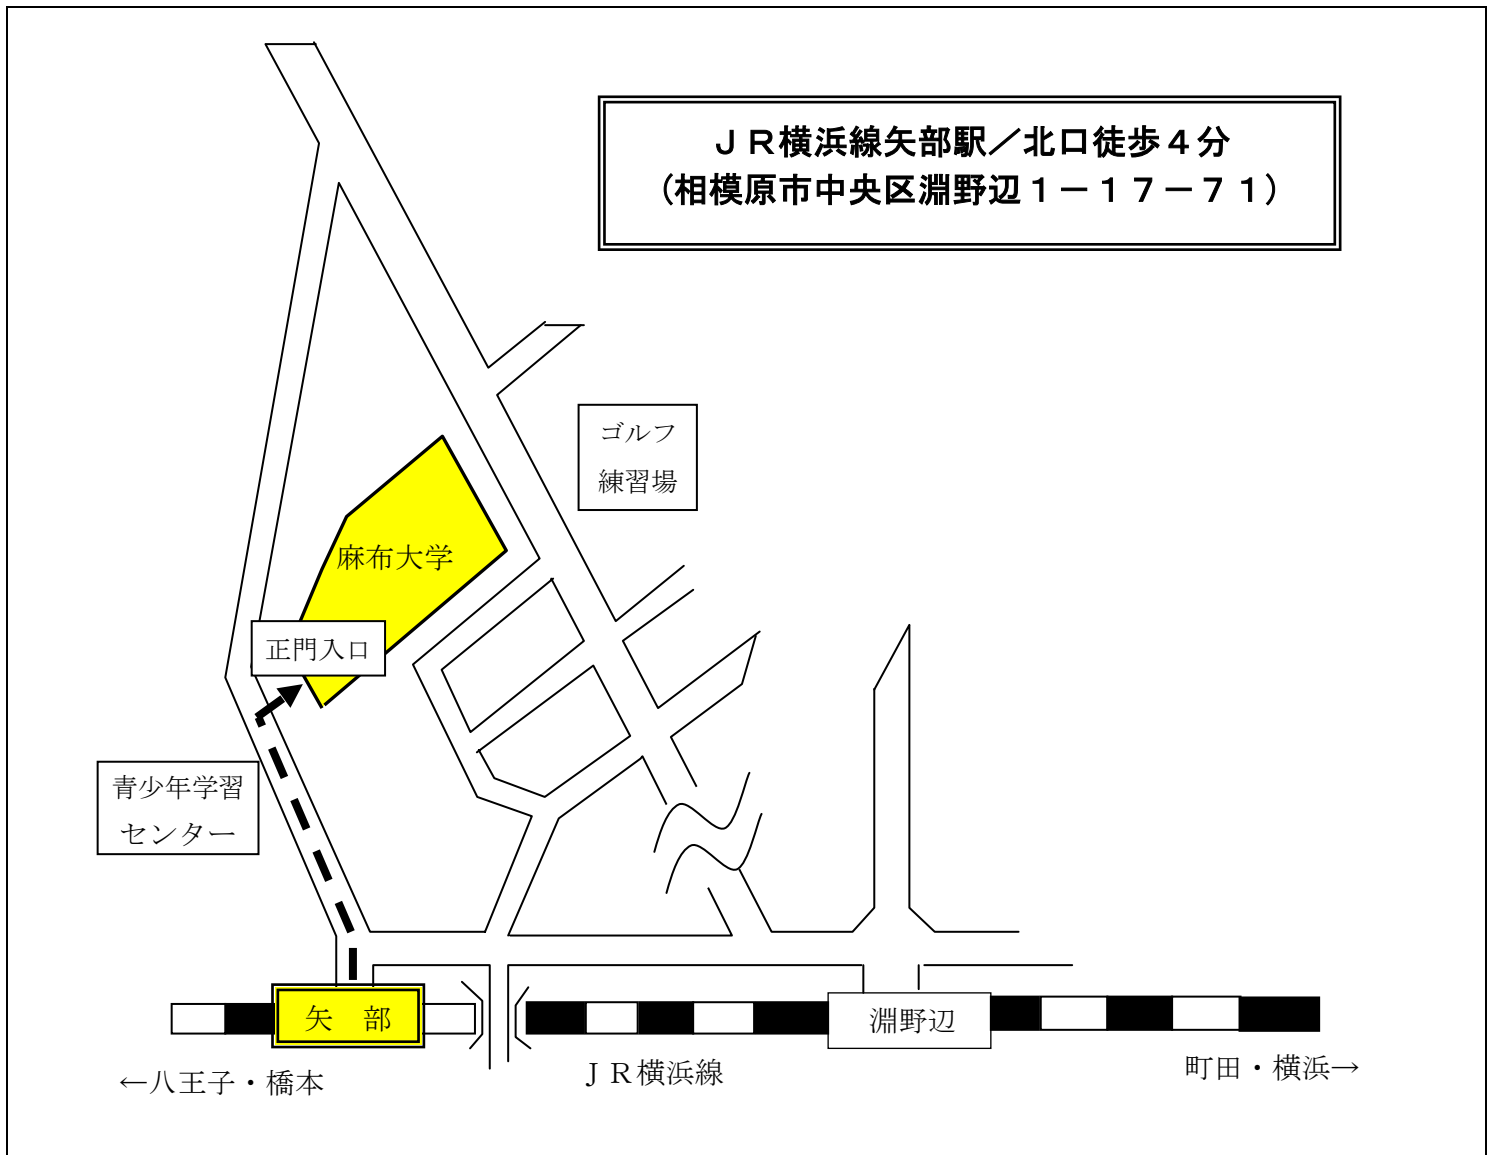 ＪＲ横浜線矢部駅／北口徒歩４分
（相模原市中央区淵野辺１－１７－７１）
ゴルフ
練習場
麻布大学
正門入口
青少年学習
センター
矢　部
淵野辺
←八王子・橋本
ＪＲ横浜線
町田・横浜→